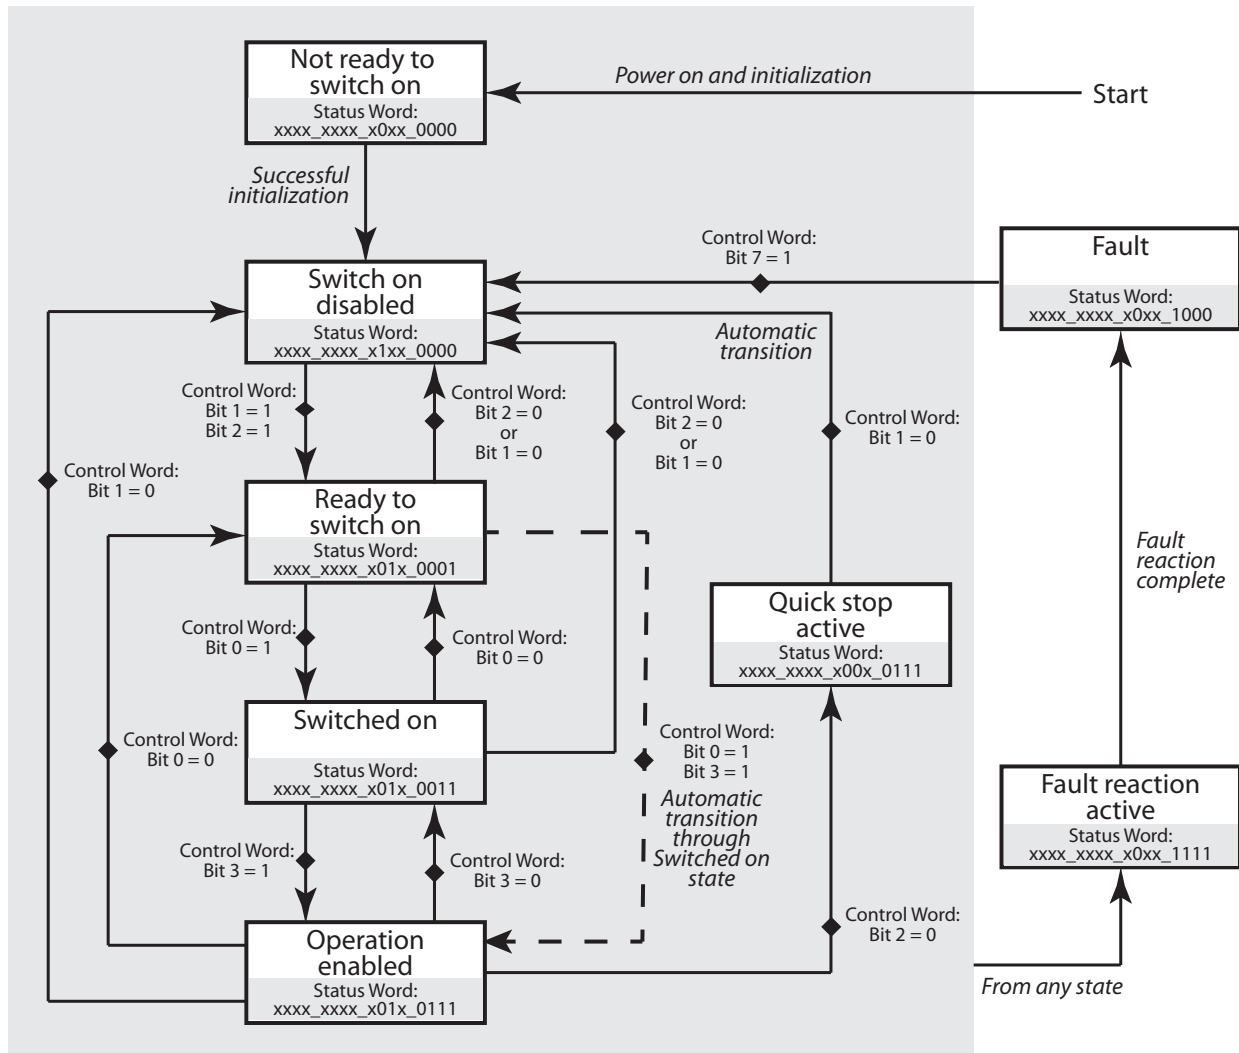 Not ready to
switch on
Status Word:
xxxx_xxxx_x0xx_0000
Power on and initialization
Start
Successful
initialization
Control Word:
Bit 7 = 1
Fault
Status Word:
xxxx_xxxx_x0xx_1000
Switch on
disabled
Status Word:
xxxx_xxxx_x1xx_0000
Automatic
transition
Control Word:
Bit 1 = 1
Bit 2 = 1
Control Word:
Bit 2 = 0
or
Bit 1 = 0
Control Word:
Bit 2 = 0
or
Bit 1 = 0
Control Word:
Bit 1 = 0
Control Word:
Bit 1 = 0
Ready to
switch on
Status Word:
xxxx_xxxx_x01x_0001
Fault
reaction
complete
Quick stop
active
Status Word:
xxxx_xxxx_x00x_0111
Control Word:
Bit 0 = 1
Control Word:
Bit 0 = 0
Switched on
Status Word:
xxxx_xxxx_x01x_0011
Control Word:
Bit 0 = 0
Control Word:
Bit 0 = 1
Bit 3 = 1
Automatic
transition
through
Switched on
state
Fault reaction
active
Status Word:
xxxx_xxxx_x0xx_1111
Control Word:
Bit 3 = 1
Control Word:
Bit 3 = 0
Control Word:
Bit 2 = 0
Operation
enabled
Status Word:
xxxx_xxxx_x01x_0111
From any state